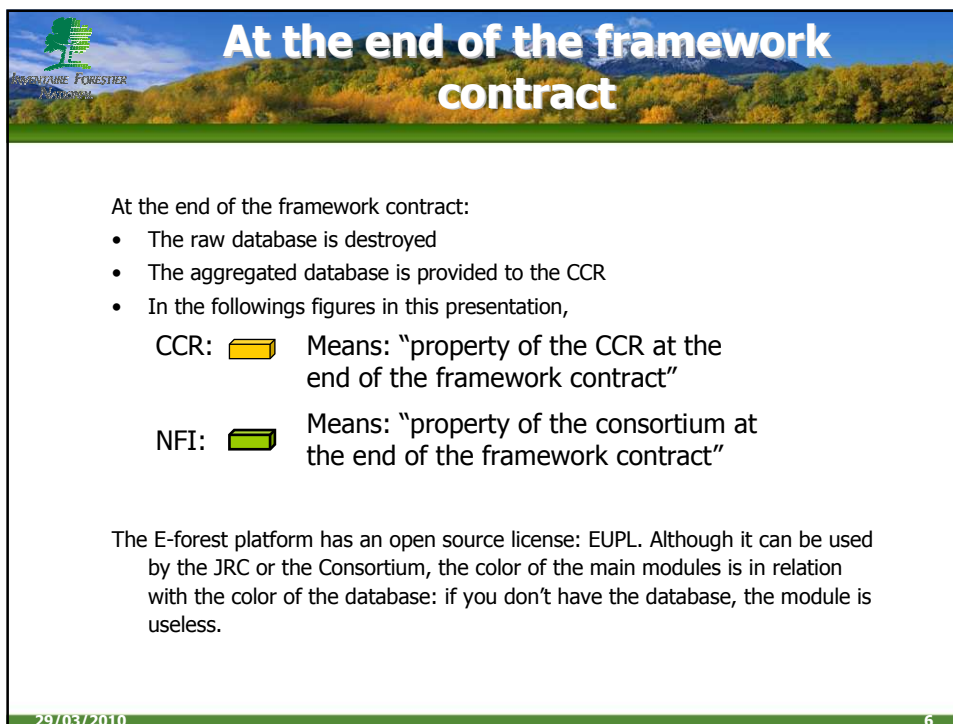 At the end of the framework
contract
INVENTAIRE FORESTIER
NATIONAL
At the end of the framework contract:
• The raw database is destroyed
• The aggregated database is provided to the CCR
• In the followings figures in this presentation,
CCR: Means: “property of the CCR at the
end of the framework contract”
NFI: Means: “property of the consortium at
the end of the framework contract”
The E-forest platform has an open source license: EUPL. Although it can be used
by the JRC or the Consortium, the color of the main modules is in relation
with the color of the database: if you don’t have the database, the module is
useless.
29/03/2010 6